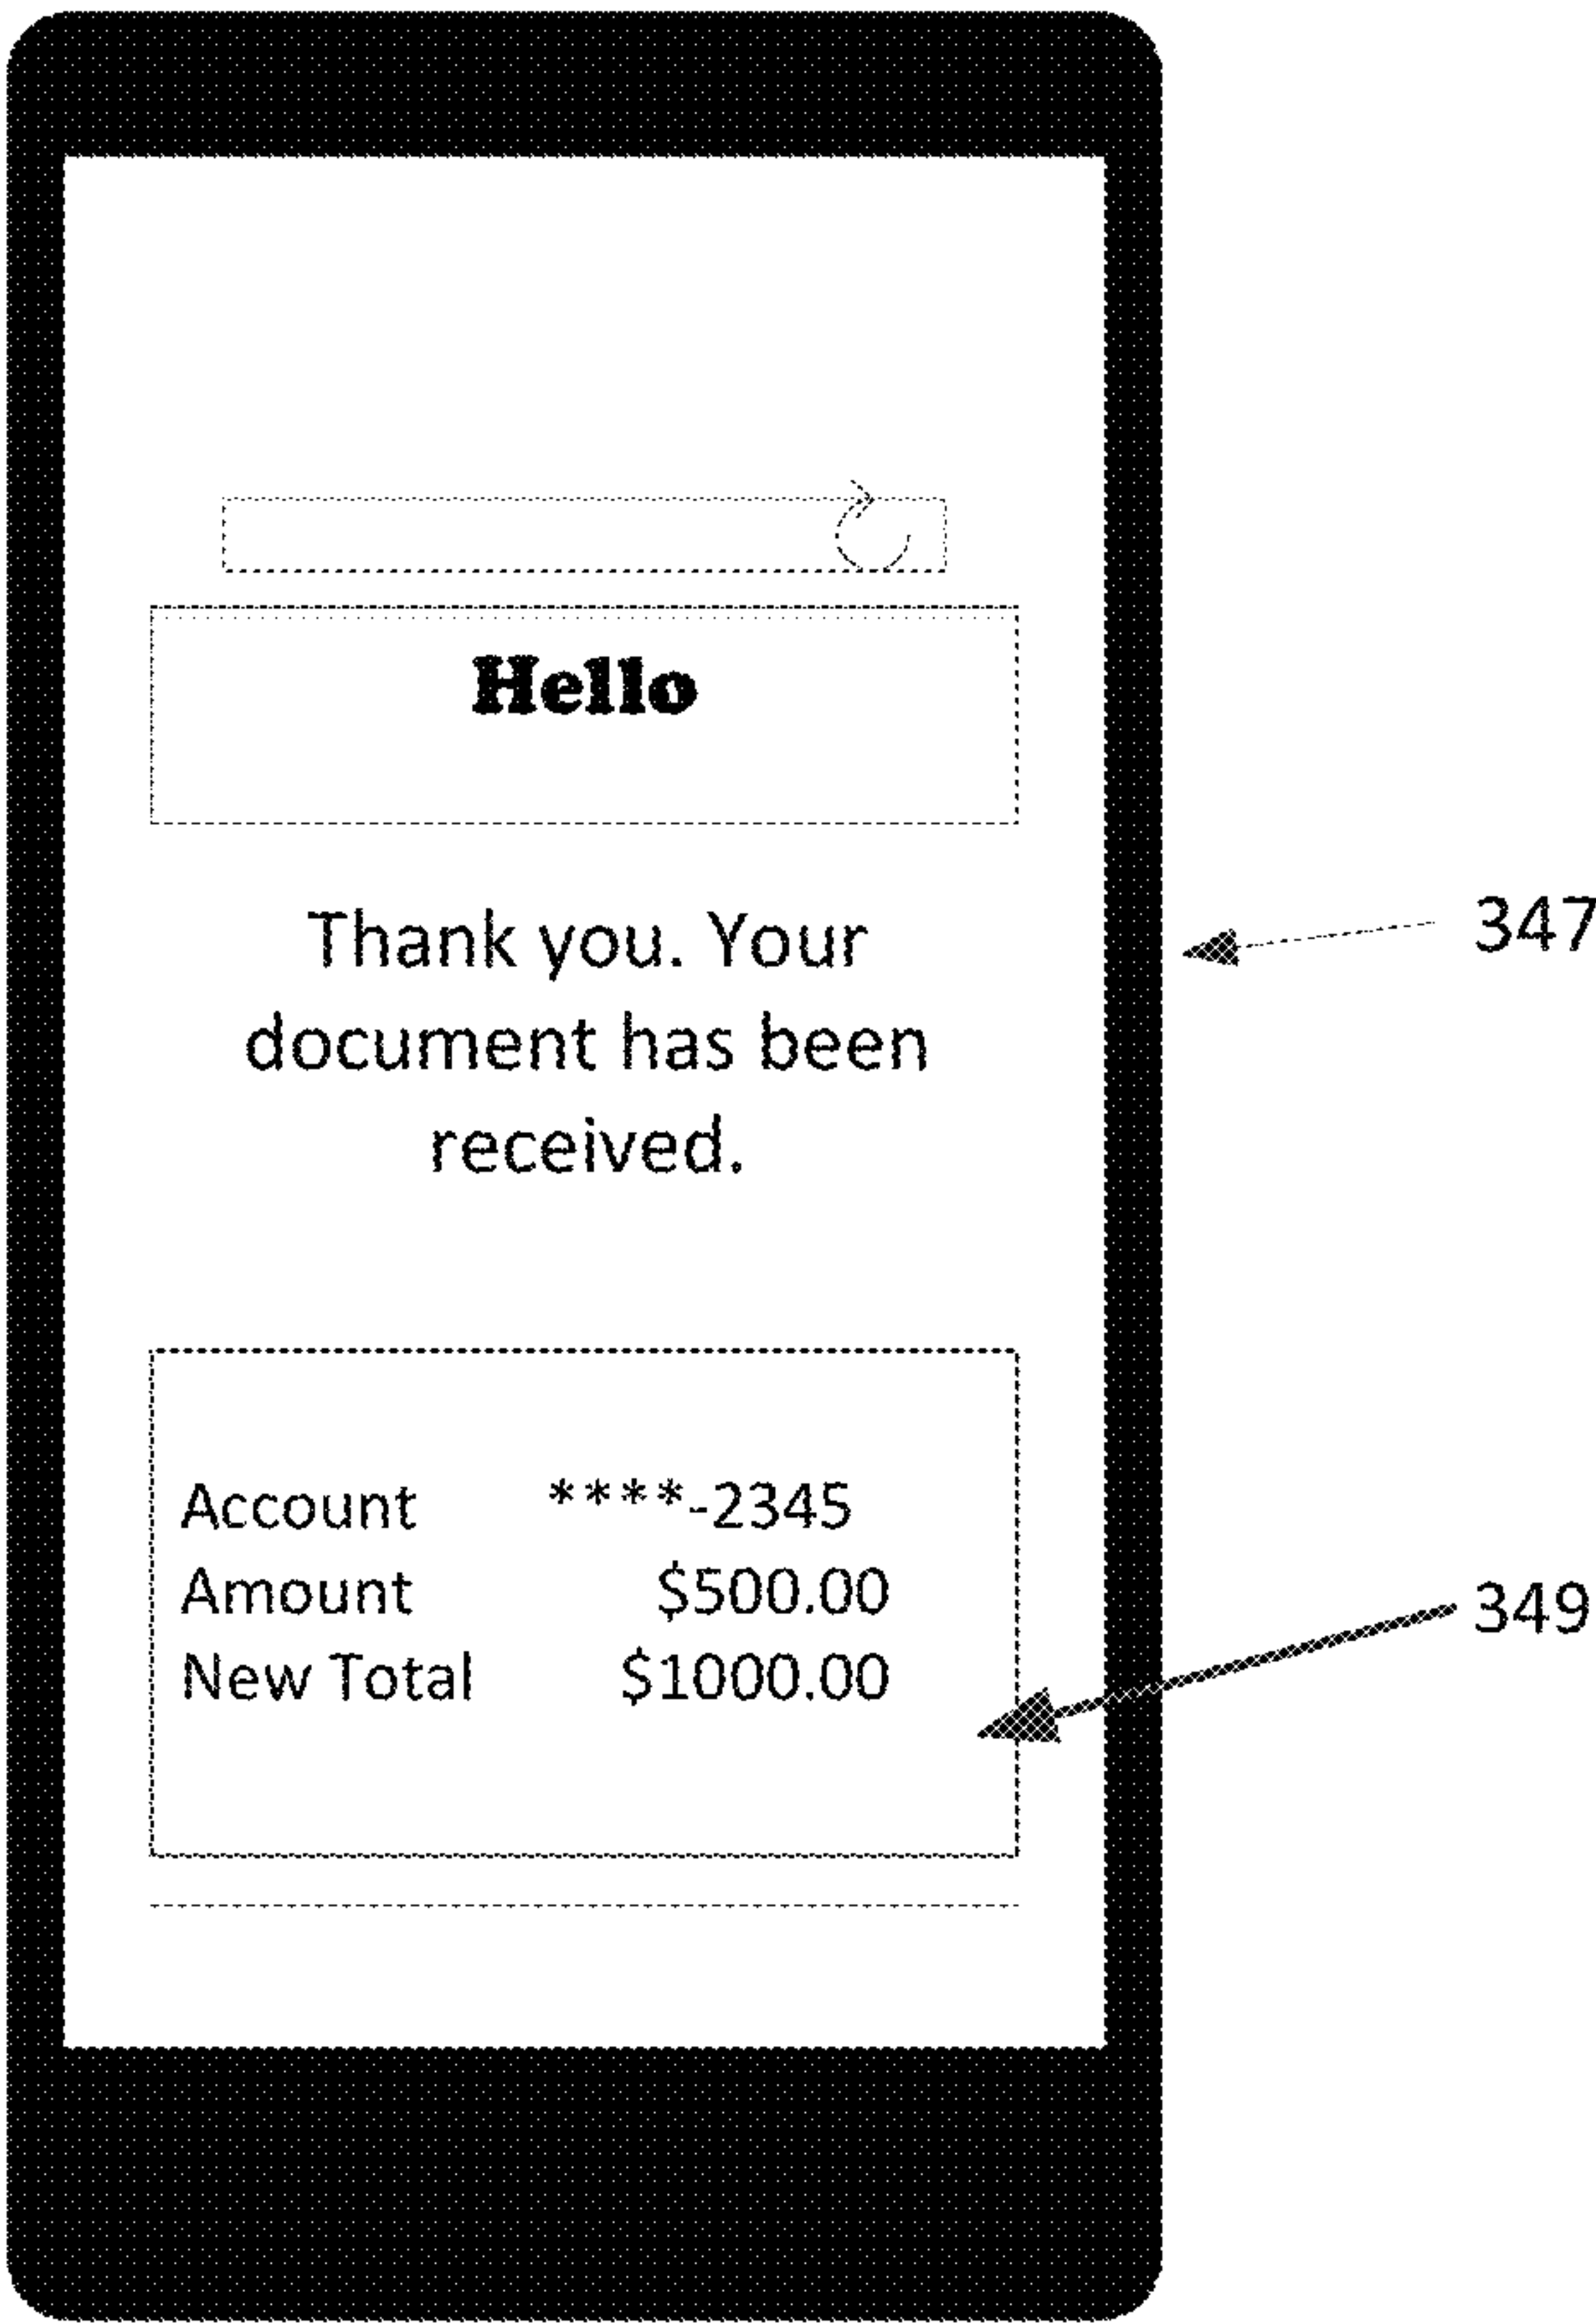 Hello
Thank you. Your
document has been
received.
347
Account ****-2345
Amount $500.00
New Total $1000.00
349